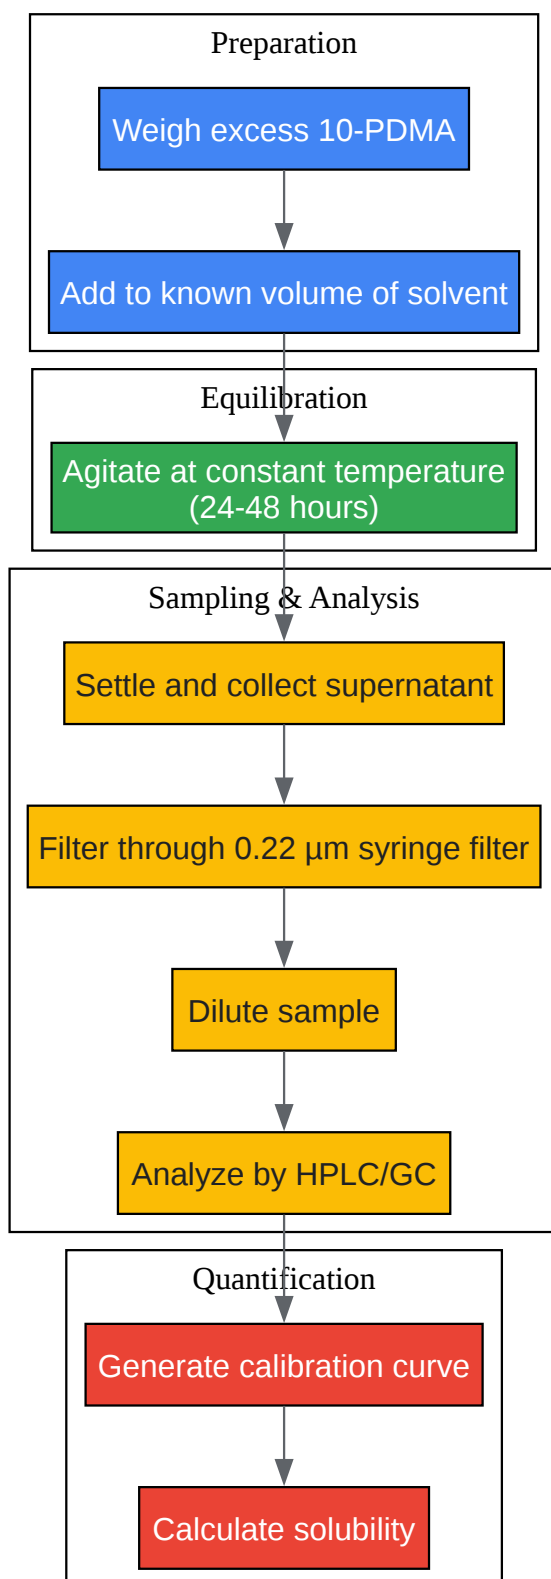 Preparation
Weigh excess 10-PDMA
Add to known volume of solvent
Equilibration
Agitate at constant temperature
(24-48 hours)
Sampling & Analysis
Settle and collect supernatant
Filter through 0.22 µm syringe filter
Dilute sample
Analyze by HPLC/GC
Quantification
Generate calibration curve
Calculate solubility